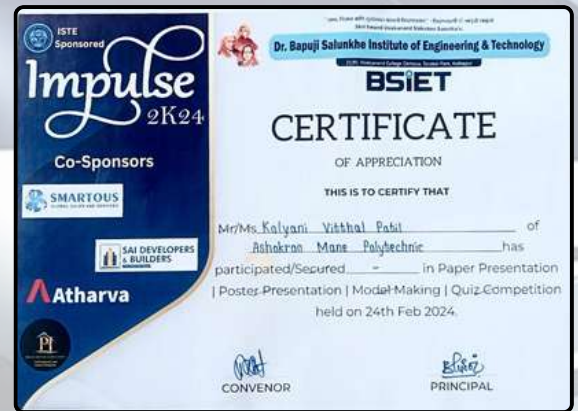 ISTE
Sponsored
Impulse
2K24
Co-Sponsors
SMARTOUS
SAI DEVELOPERS
& BUILDERS
Atharva
Dr. Bapuji Salunkhe Institute of Engineering & Technology
BSIET
CERTIFICATE
OF APPRECIATION
THIS IS TO CERTIFY THAT
Mr/Ms Kalyani Vitthal Patil of
Ashokrao Mane Polytechnic has
participated/Secured - in Paper Presentation
| Poster Presentation | Model Making | Quiz Competition
held on 24th Feb 2024.
CONVENOR
PRINCIPAL